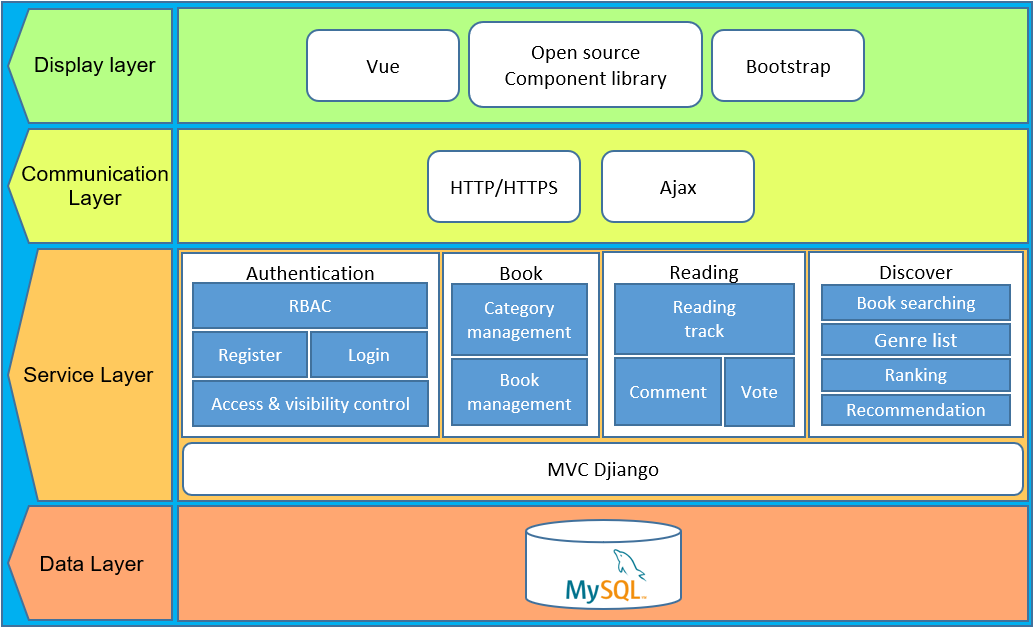 Display layer
Vue
Open source
Component library
Bootstrap
Communication
Layer
HTTP/HTTPS
Ajax
Service Layer
Authentication
RBAC
Register
Login
Access & visibility control
Book
Category
management
Book
management
Reading
Reading
track
Comment
Vote
Discover
Book searching
Genre list
Ranking
Recommendation
MVC Djiango
Data Layer
MySQL